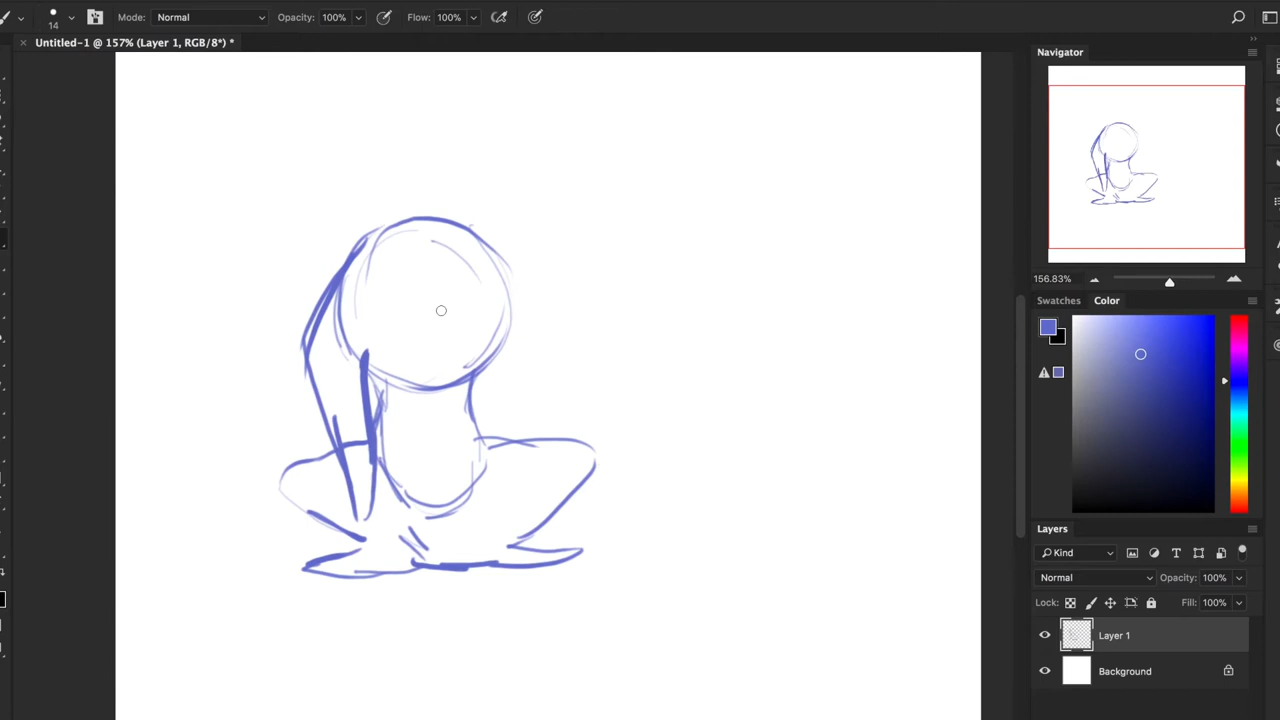 14 Mode: Normal Opacity: 100% Flow: 100%
Untitled-1 @ 157% (Layer 1, RGB/8*) *
Navigator
156.83%
Swatches Color
Layers
Kind
Normal Opacity: 100%
Lock: Fill: 100%
Layer 1
Background